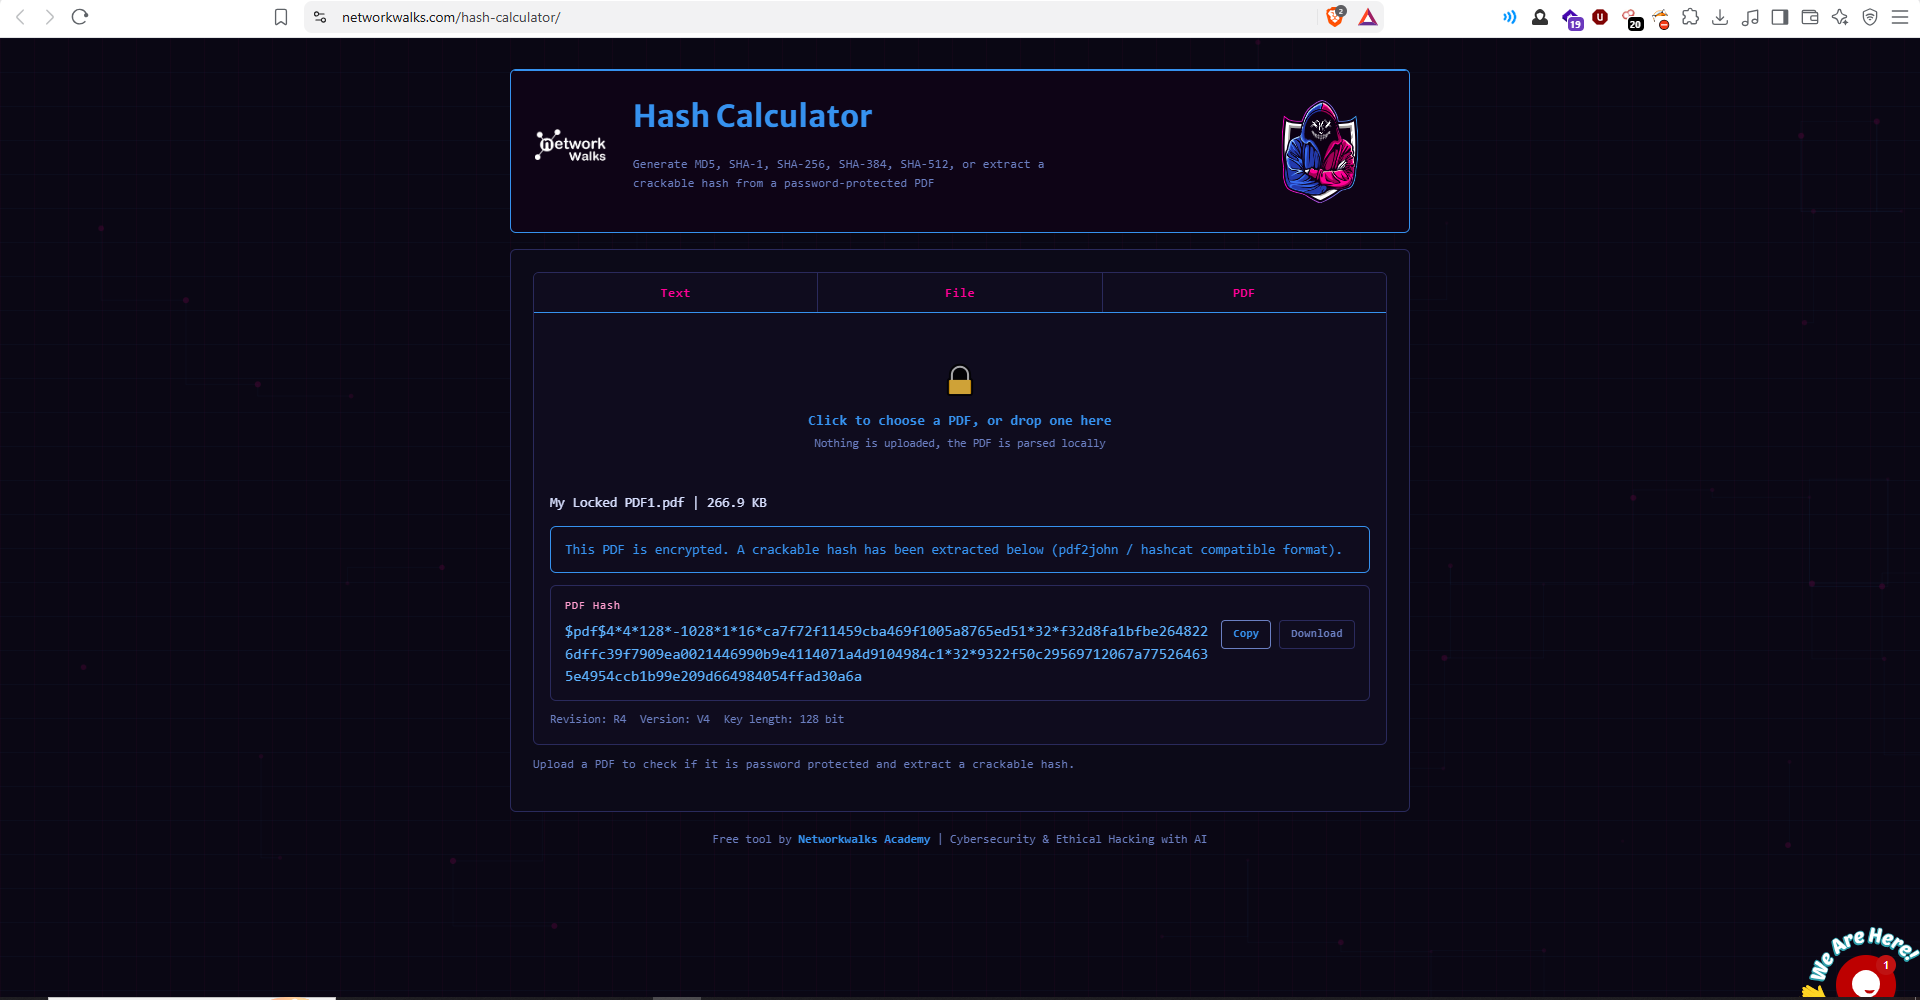 networkwalks.com/hash-calculator/
2
19
20
network
Walks
Hash Calculator
Generate MD5, SHA-1, SHA-256, SHA-384, SHA-512, or extract a
crackable hash from a password-protected PDF
Text
File
PDF
Click to choose a PDF, or drop one here
Nothing is uploaded, the PDF is parsed locally
My Locked PDF1.pdf | 266.9 KB
This PDF is encrypted. A crackable hash has been extracted below (pdf2john / hashcat compatible format).
PDF Hash
$pdf$4*4*128*-1028*1*16*ca7f72f11459cba469f1005a8765ed51*32*f32d8fa1bfbe264822
6dffc39f7909ea0021446990b9e4114071a4d9104984c1*32*9322f50c29569712067a77526463
5e4954ccb1b99e209d664984054ffad30a6a
Copy
Download
Revision: R4 Version: V4 Key length: 128 bit
Upload a PDF to check if it is password protected and extract a crackable hash.
Free tool by Networkwalks Academy | Cybersecurity & Ethical Hacking with AI
We Are Here!
1